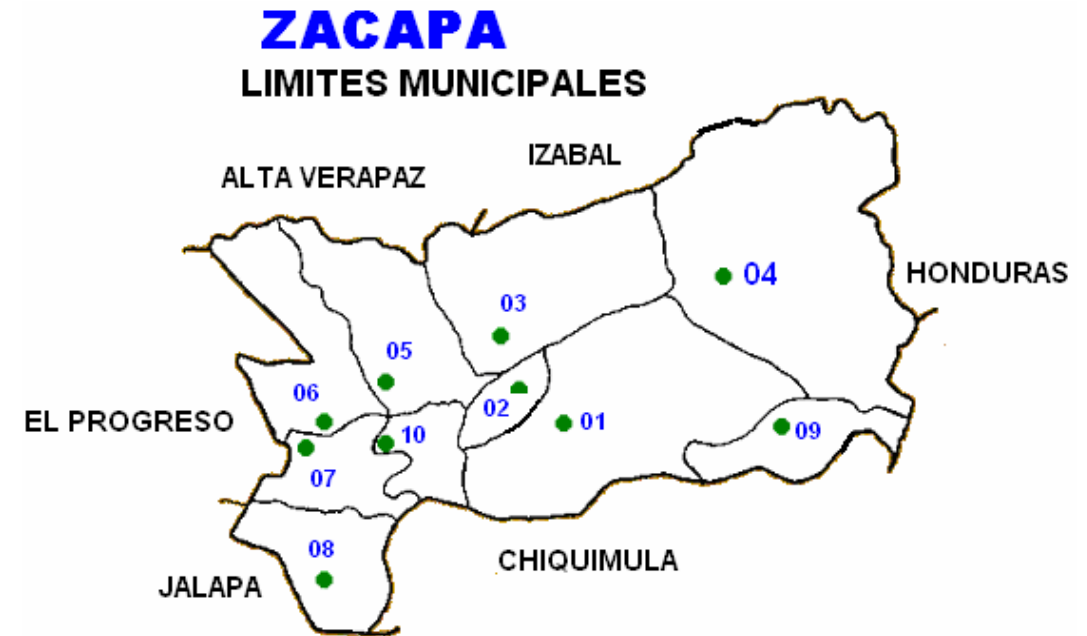 ZACAPA
LIMITES MUNICIPALES
IZABAL
ALTA VERAPAZ
HONDURAS
04
03
05
06
02
EL PROGRESO
01
09
10
07
08
CHIQUIMULA
JALAPA